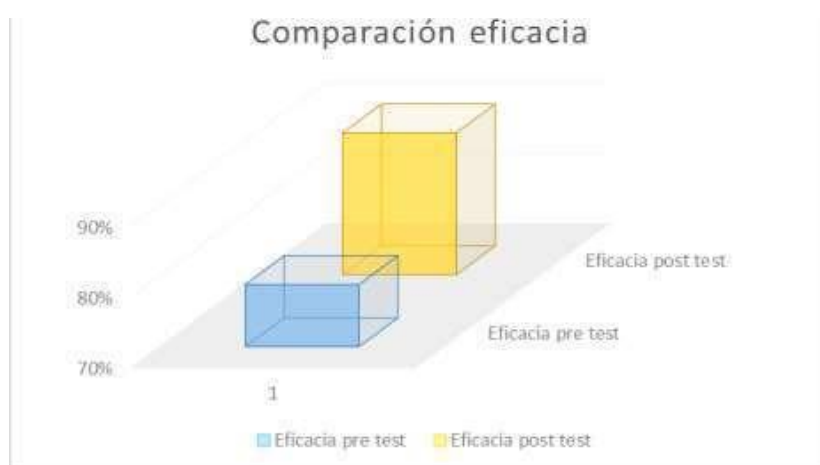 Comparación eficacia
90%
80%
70%
Eficacia post test
Eficacia pre test
1
Eficacia pre test
Eficacia post test